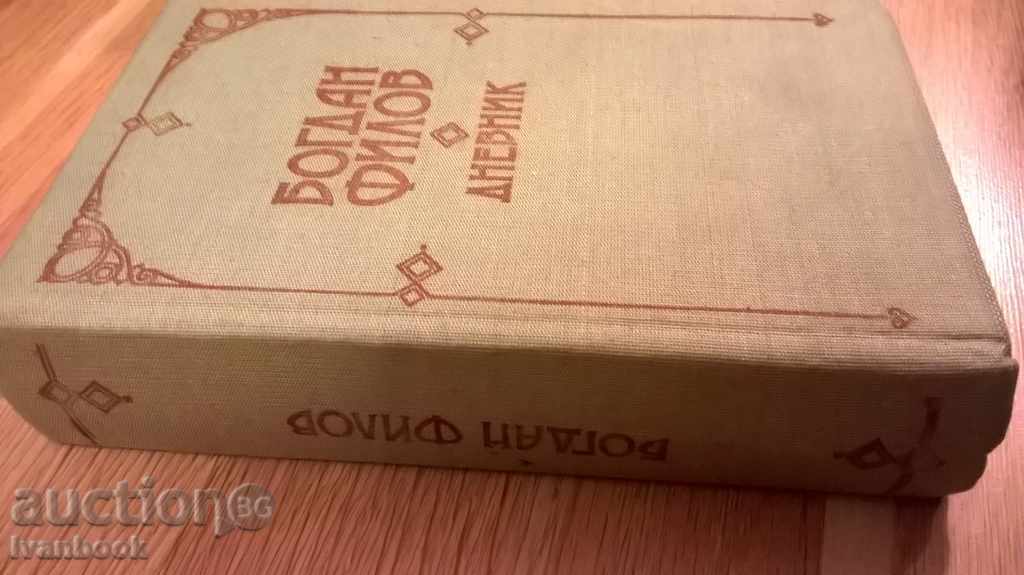 БОГДАН
ФИЛОВ
ДНЕВНИК
БОГДАН ФИЛОВ
auction BG
Ivanbook